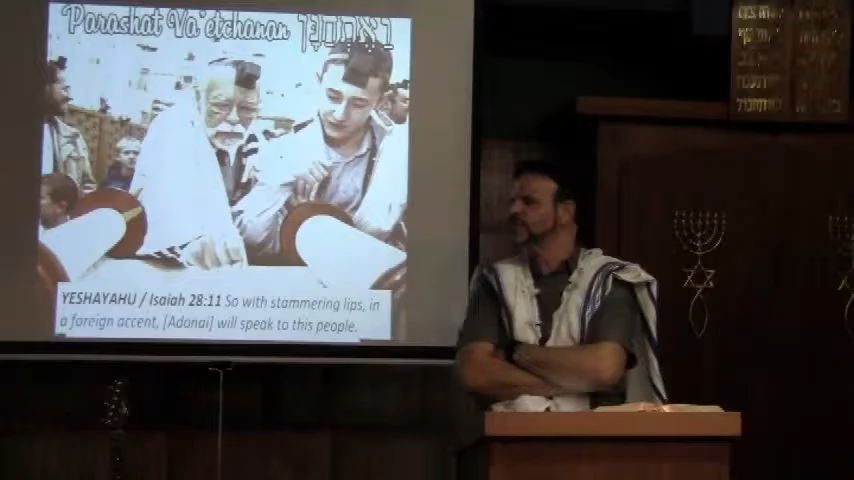 Parashat Va'etchanan וָאֶתְחַנַּן
YESHAYAHU / Isaiah 28:11 So with stammering lips, in
a foreign accent, [Adonai] will speak to this people.